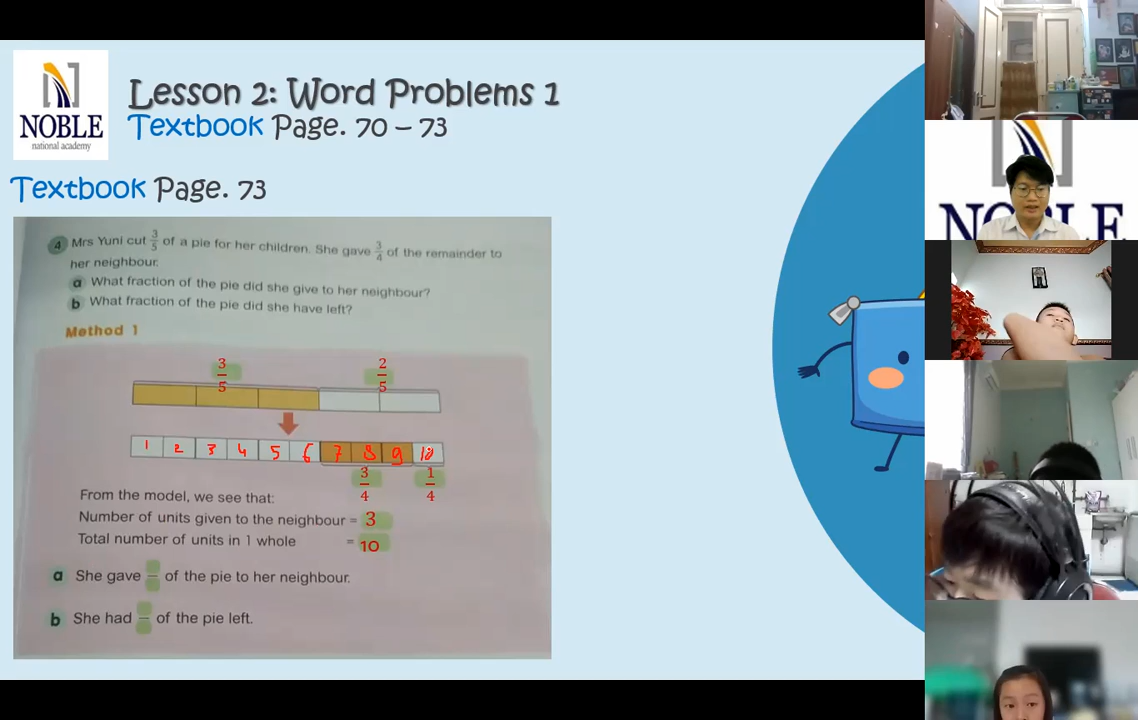 NOBLE
national academy
Lesson 2: Word Problems 1
Textbook Page. 70 – 73
Textbook Page. 73
4 Mrs Yuni cut 3/5 of a pie for her children. She gave 3/4 of the remainder to
her neighbour.
a What fraction of the pie did she give to her neighbour?
b What fraction of the pie did she have left?
Method 1
3/5 2/5
1 2 3 4 5 6 7 8 9 10
3/4 1/4
From the model, we see that:
Number of units given to the neighbour = 3
Total number of units in 1 whole = 10
a She gave — of the pie to her neighbour.
b She had — of the pie left.